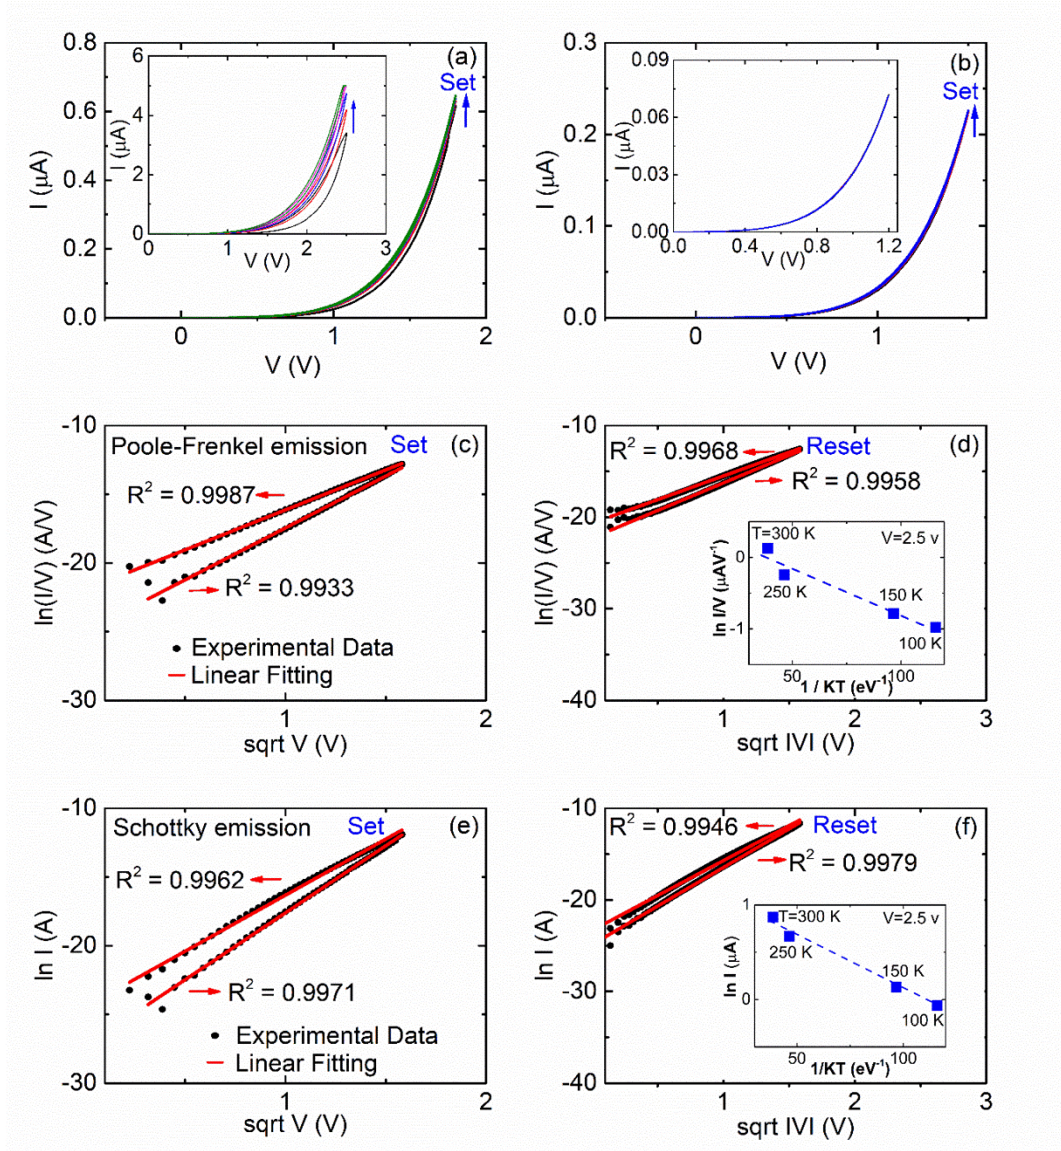 (a)
Set
I (μA)
0.8
0.6
0.4
0.2
0.0
0
1
2
V (V)
I (μA)
6
4
2
0
0
1
2
3
V (V)
(b)
Set
I (μA)
0.3
0.2
0.1
0.0
0
1
V (V)
I (μA)
0.09
0.06
0.03
0.00
0.0
0.4
0.8
1.2
V (V)
Poole-Frenkel emission
Set
(c)
R² = 0.9987
R² = 0.9933
Experimental Data
Linear Fitting
ln(I/V) (A/V)
-10
-20
-30
1
2
sqrt V (V)
(d)
R² = 0.9968
Reset
R² = 0.9958
ln(I/V) (A/V)
-10
-20
-30
-40
1
2
3
sqrt IVI (V)
T=300 K
V=2.5 v
250 K
150 K
100 K
ln I/V (μAV⁻¹)
0
-1
50
100
1 / KT (eV⁻¹)
Schottky emission
Set
(e)
R² = 0.9962
R² = 0.9971
Experimental Data
Linear Fitting
ln I (A)
-10
-20
-30
0
1
2
sqrt V (V)
(f)
R² = 0.9946
Reset
R² = 0.9979
ln I (A)
-10
-20
-30
-40
0
1
2
3
sqrt IVI (V)
T=300 K
V=2.5 v
250 K
150 K
100 K
ln I (μA)
1
0
50
100
1/KT (eV⁻¹)